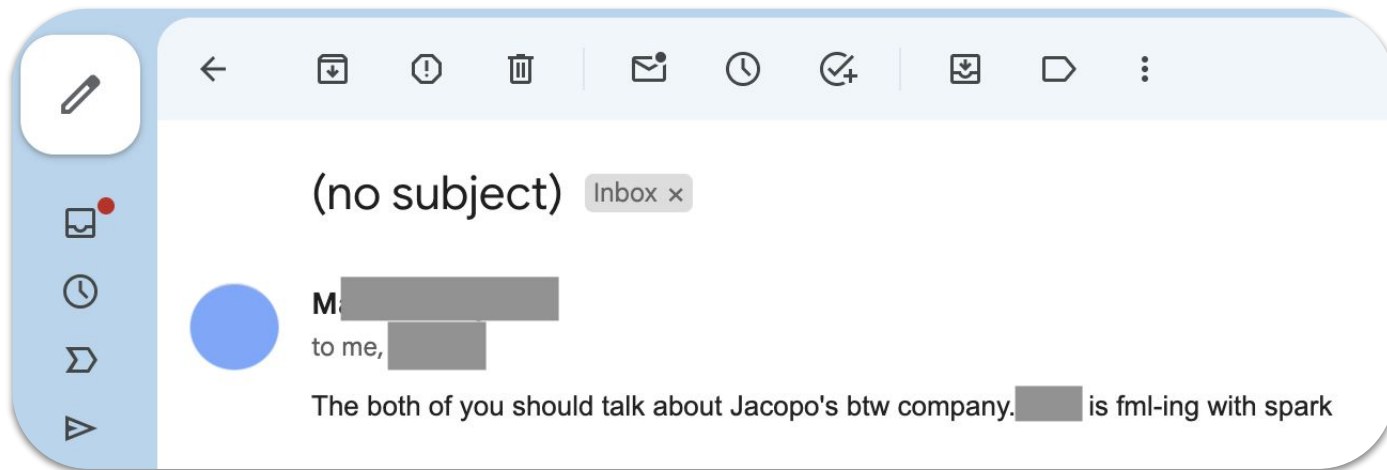 (no subject) Inbox ×
to me,
The both of you should talk about Jacopo's btw company. is fml-ing with spark